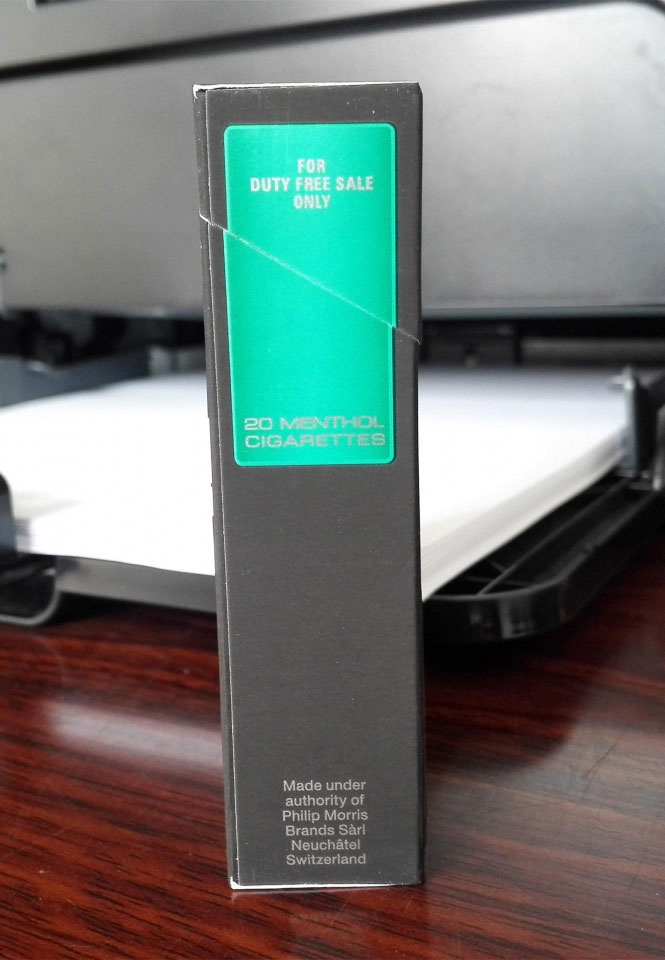 FOR
DUTY FREE SALE
ONLY
20 MENTHOL
CIGARETTES
Made under
authority of
Philip Morris
Brands Sàrl
Neuchâtel
Switzerland